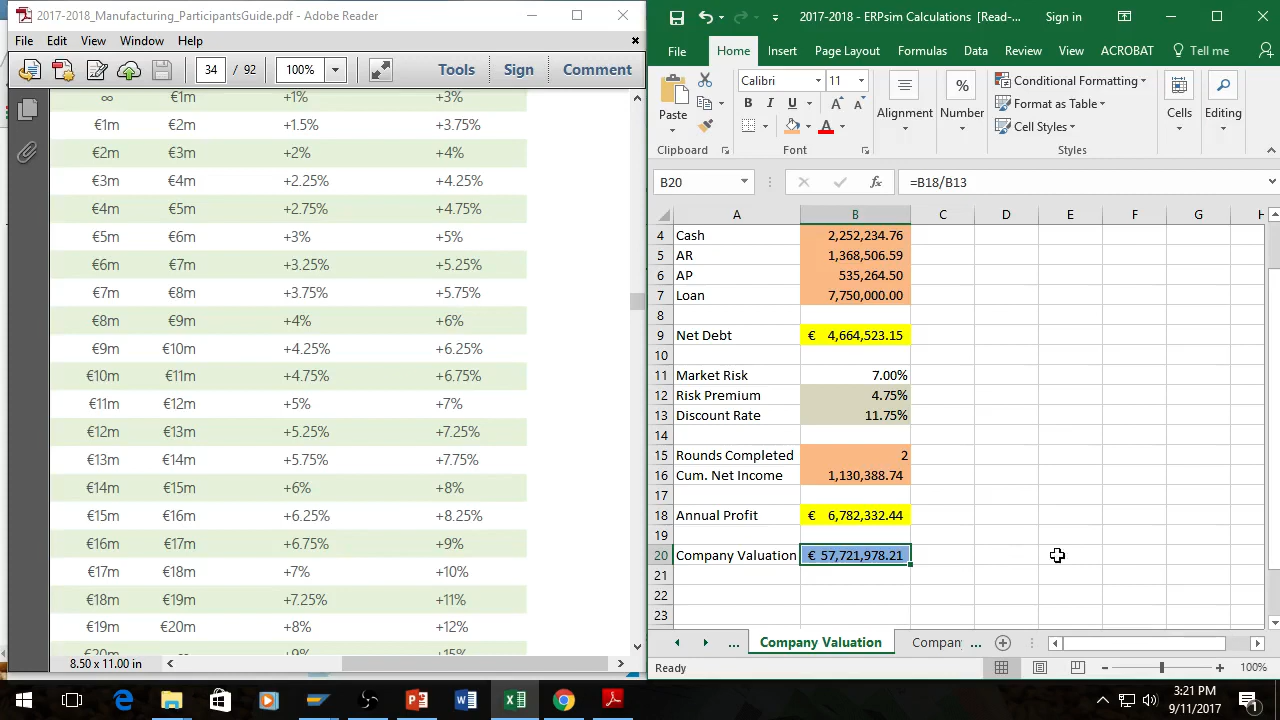 2017-2018_Manufacturing_ParticipantsGuide.pdf - Adobe Reader
File Edit View Window Help
34 / 92 100% Tools Sign Comment
∞ €1m +1% +3%
€1m €2m +1.5% +3.75%
€2m €3m +2% +4%
€3m €4m +2.25% +4.25%
€4m €5m +2.75% +4.75%
€5m €6m +3% +5%
€6m €7m +3.25% +5.25%
€7m €8m +3.75% +5.75%
€8m €9m +4% +6%
€9m €10m +4.25% +6.25%
€10m €11m +4.75% +6.75%
€11m €12m +5% +7%
€12m €13m +5.25% +7.25%
€13m €14m +5.75% +7.75%
€14m €15m +6% +8%
€15m €16m +6.25% +8.25%
€16m €17m +6.75% +9%
€17m €18m +7% +10%
€18m €19m +7.25% +11%
€19m €20m +8% +12%
8.50 x 11.00 in
2017-2018 - ERPsim Calculations [Read-... Sign in
File Home Insert Page Layout Formulas Data Review View ACROBAT Tell me
Paste
Calibri 11
B I U
A A
A
Alignment
%
Number
Conditional Formatting
Format as Table
Cell Styles
Cells
Editing
Clipboard Font Styles
B20 fx =B18/B13
A B C D E F G H
4 Cash 2,252,234.76
5 AR 1,368,506.59
6 AP 535,264.50
7 Loan 7,750,000.00
8
9 Net Debt € 4,664,523.15
10
11 Market Risk 7.00%
12 Risk Premium 4.75%
13 Discount Rate 11.75%
14
15 Rounds Completed 2
16 Cum. Net Income 1,130,388.74
17
18 Annual Profit € 6,782,332.44
19
20 Company Valuation € 57,721,978.21
21
22
23
... Company Valuation Compan ...
Ready 100%
3:21 PM
9/11/2017
1